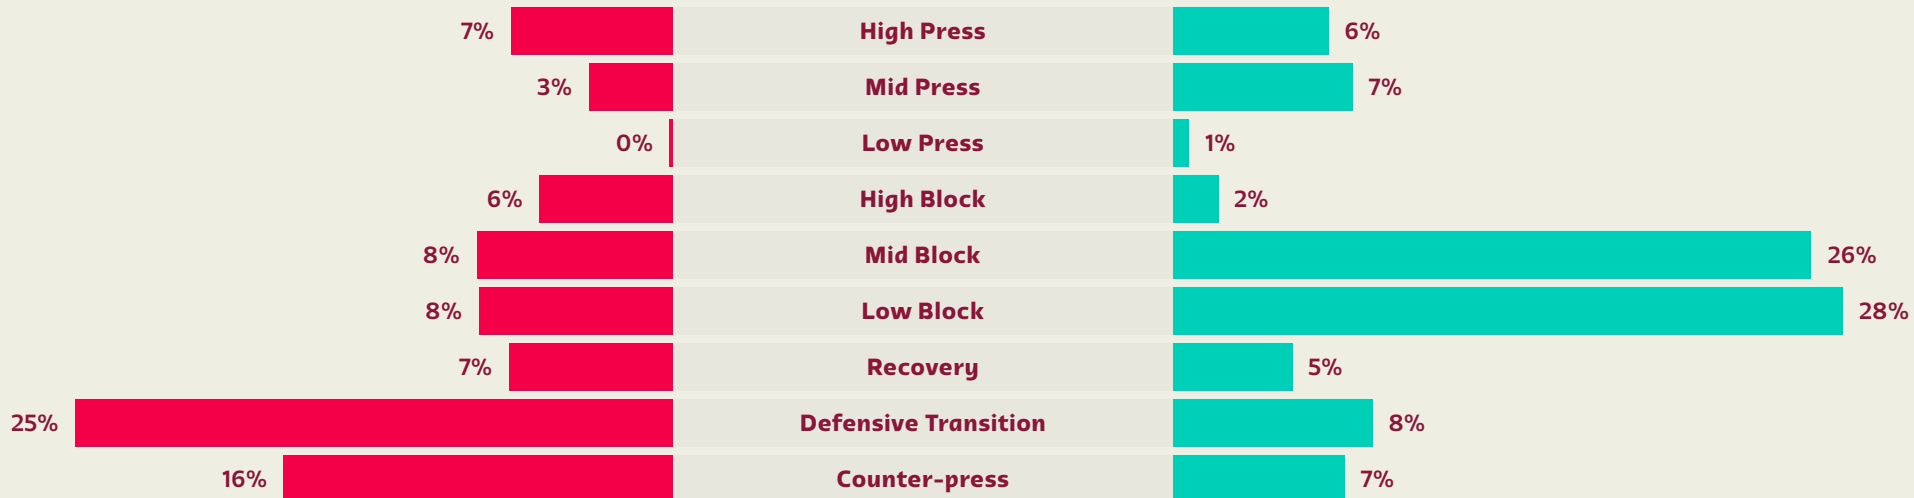 7% High Press 6%
3% Mid Press 7%
0% Low Press 1%
6% High Block 2%
8% Mid Block 26%
8% Low Block 28%
7% Recovery 5%
25% Defensive Transition 8%
16% Counter-press 7%